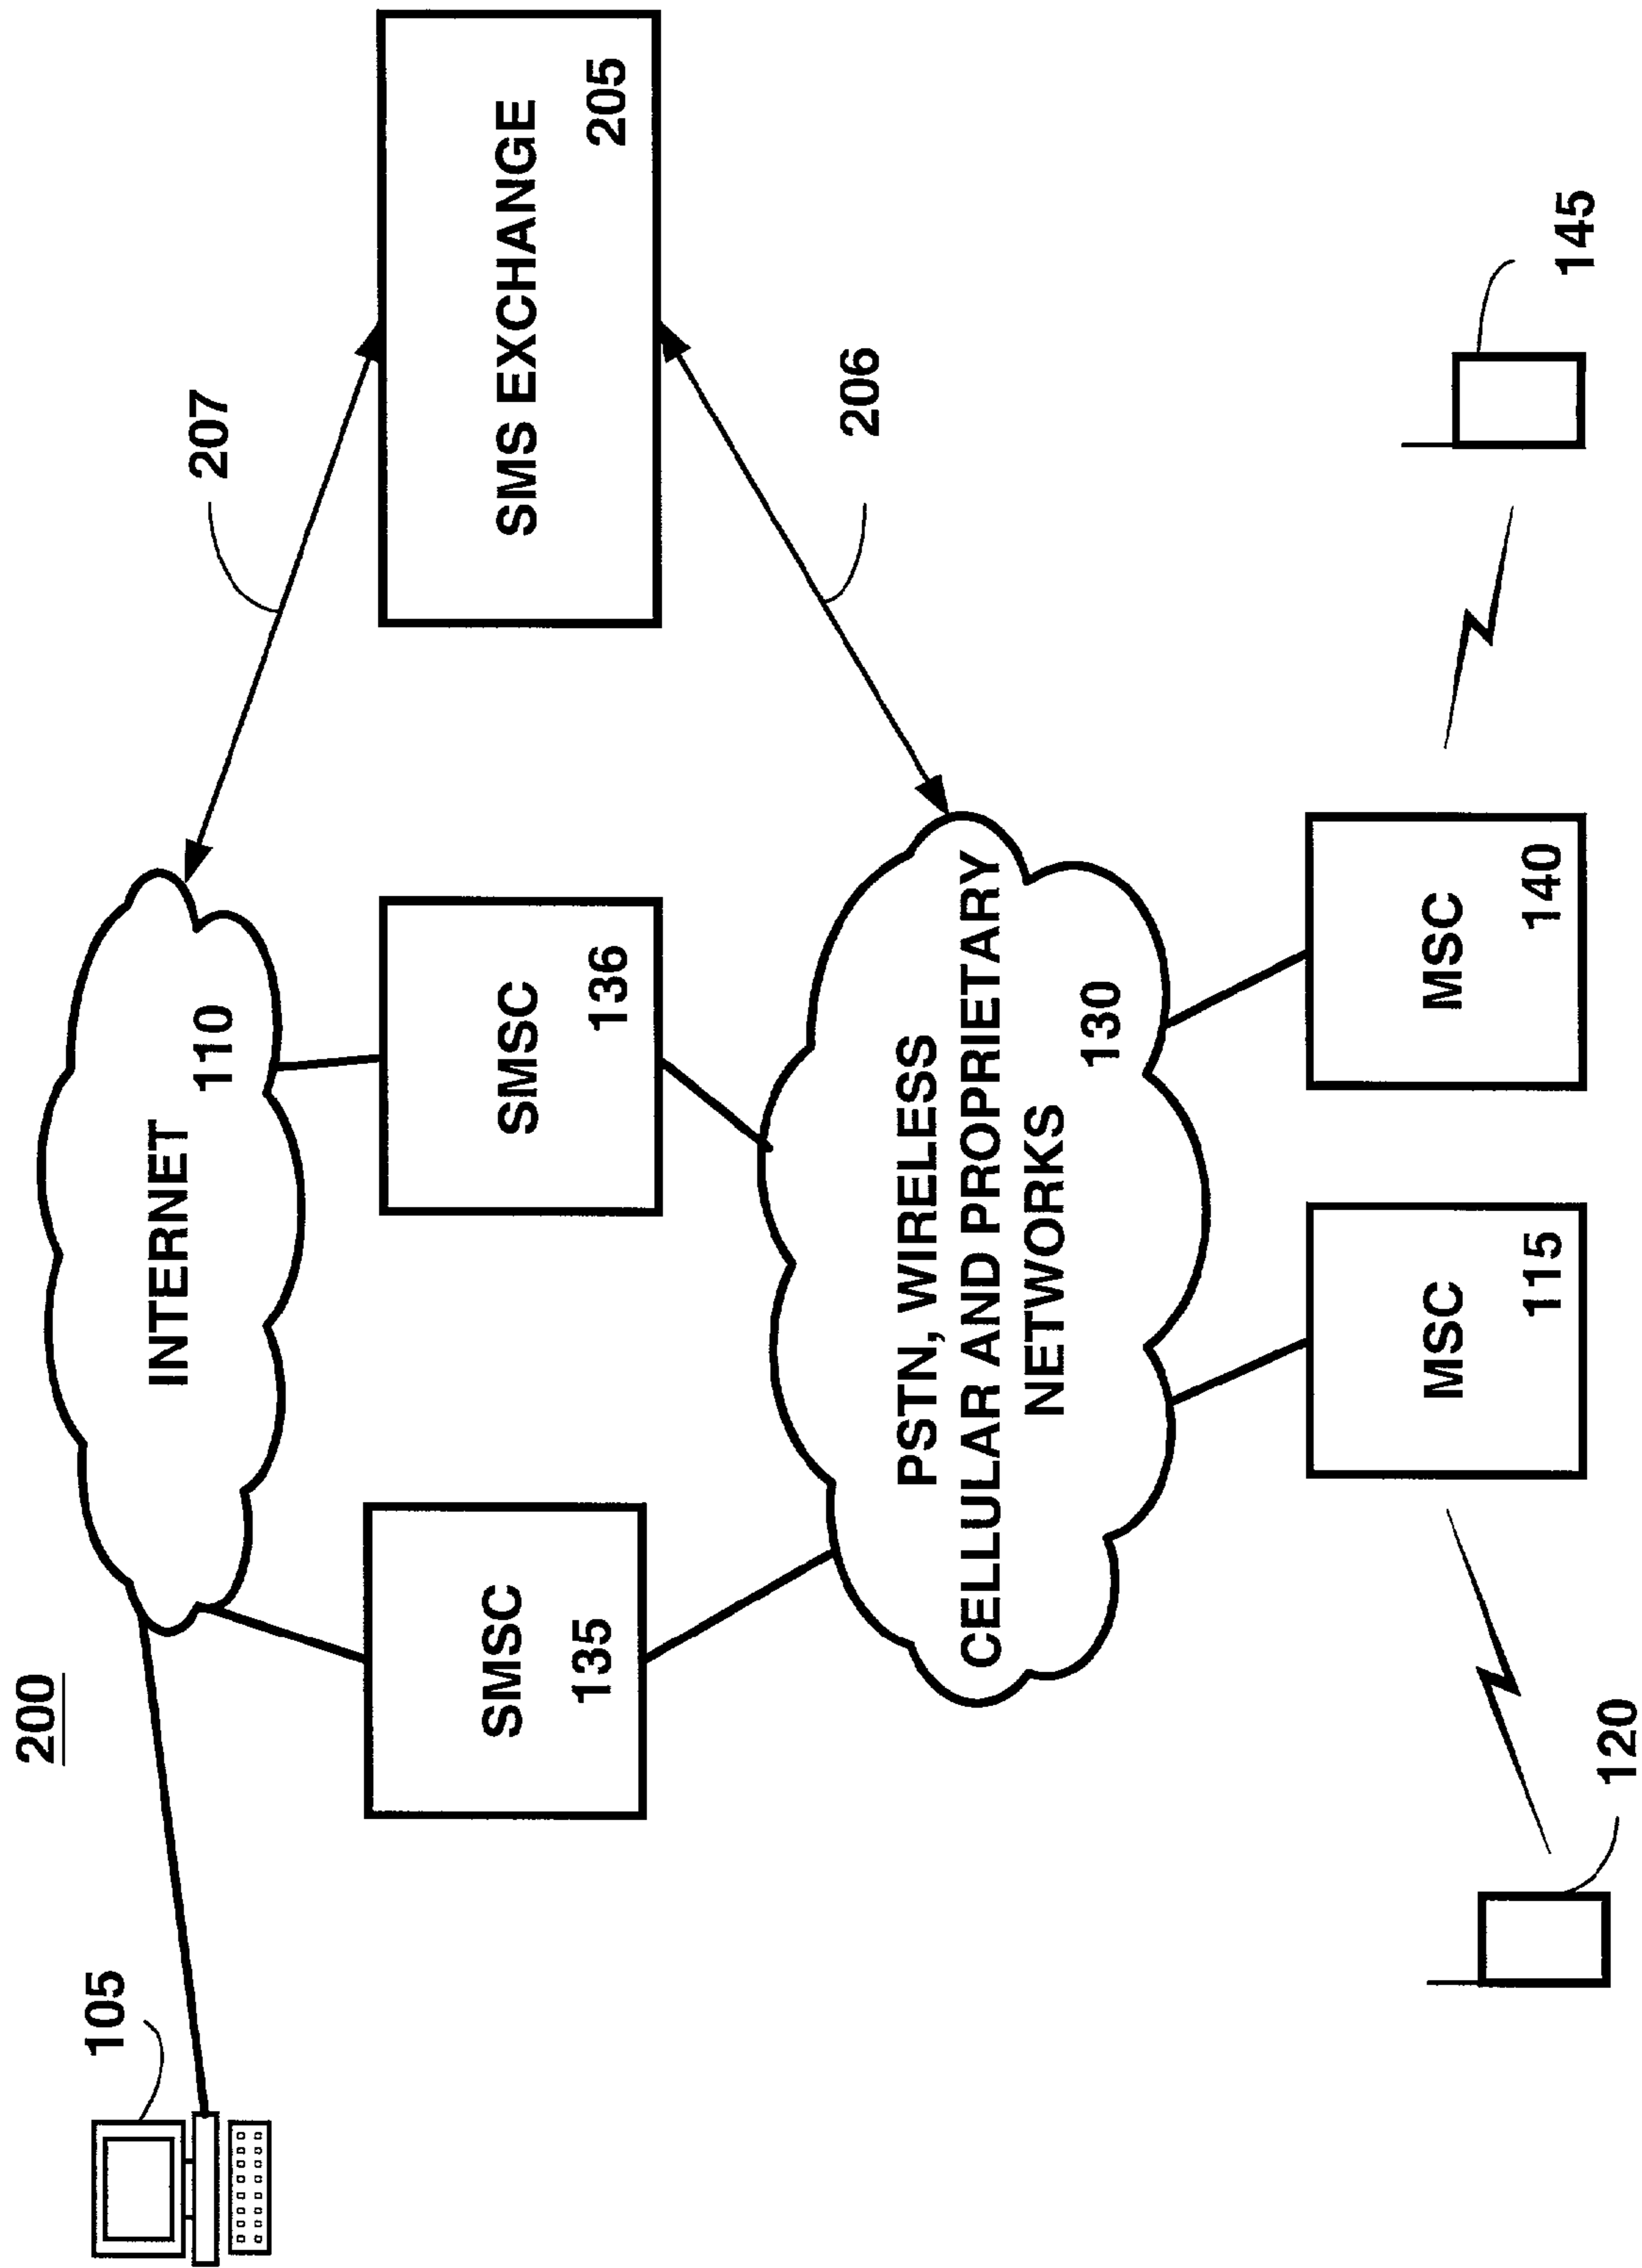 200
105
INTERNET
110
207
SMSC
135
SMSC
136
SMS EXCHANGE
205
206
PSTN, WIRELESS
CELLULAR AND PROPRIETARY
NETWORKS
130
MSC
115
MSC
140
120
145